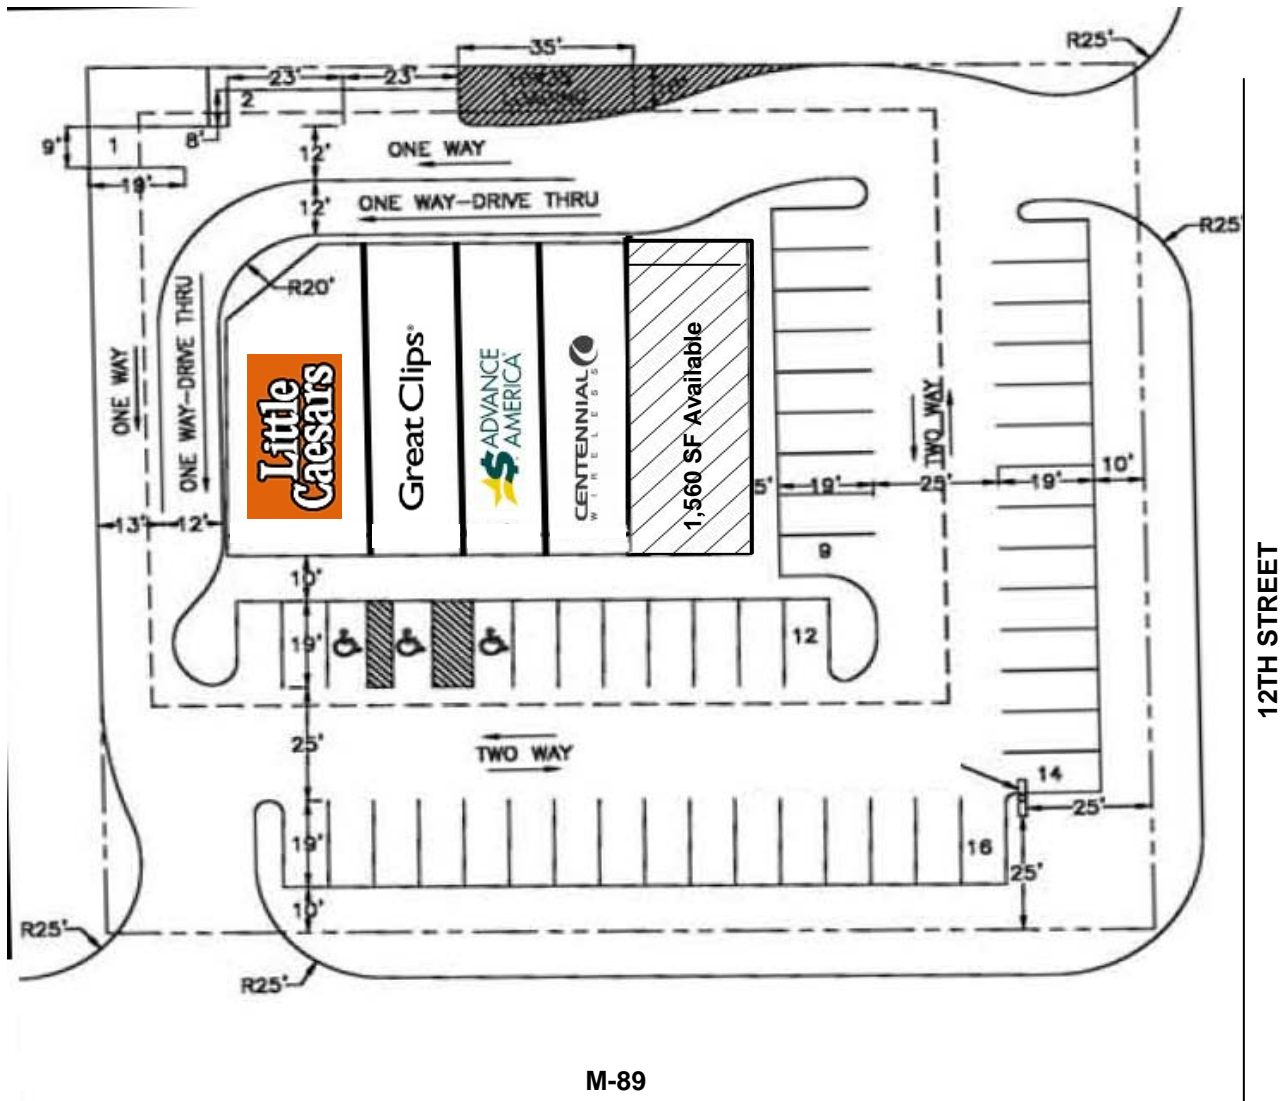 35'
R25'
23'
23'
2
LOADING
9'
1
8'
19'
12'
ONE WAY
12'
ONE WAY-DRIVE THRU
R25'
R20'
ONE WAY
ONE WAY-DRIVE THRU
Little
Caesars
Great Clips
ADVANCE
AMERICA
CENTENNIAL
WIRELESS
1,560 SF Available
TWO WAY
5'
19'
25'
19'
10'
13'
12'
9
10'
19'
12
25'
TWO WAY
14
25'
19'
16
25'
10'
R25'
R25'
12TH STREET
M-89